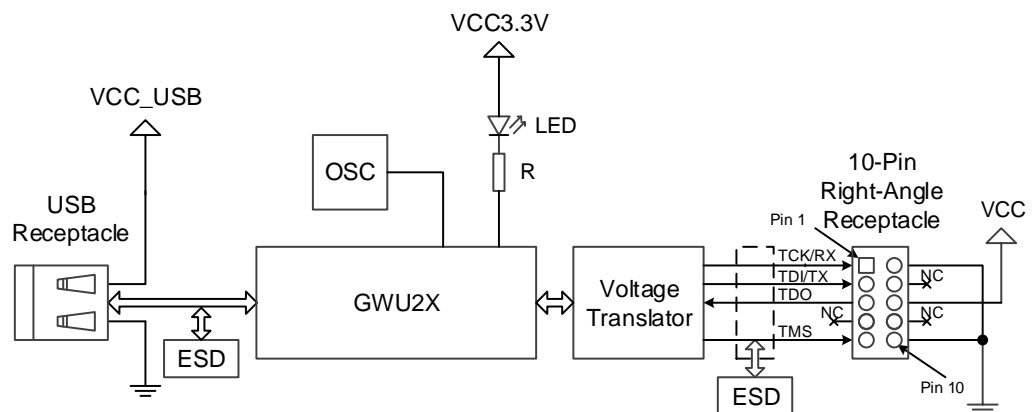 VCC3.3V
VCC_USB
LED
OSC
R
10-Pin
Right-Angle
Receptacle
USB
Receptacle
VCC
Pin 1
TCK/RX
TDI/TX
NC
GWU2X
Voltage
Translator
TDO
NC
NC
TMS
ESD
ESD
Pin 10